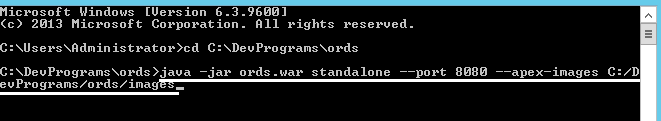 Microsoft Windows [Version 6.3.9600]
(c) 2013 Microsoft Corporation. All rights reserved.
C:\Users\Administrator>cd C:\DevPrograms\ords
C:\DevPrograms\ords>java -jar ords.war standalone --port 8080 --apex-images C:/D
evPrograms/ords/images_